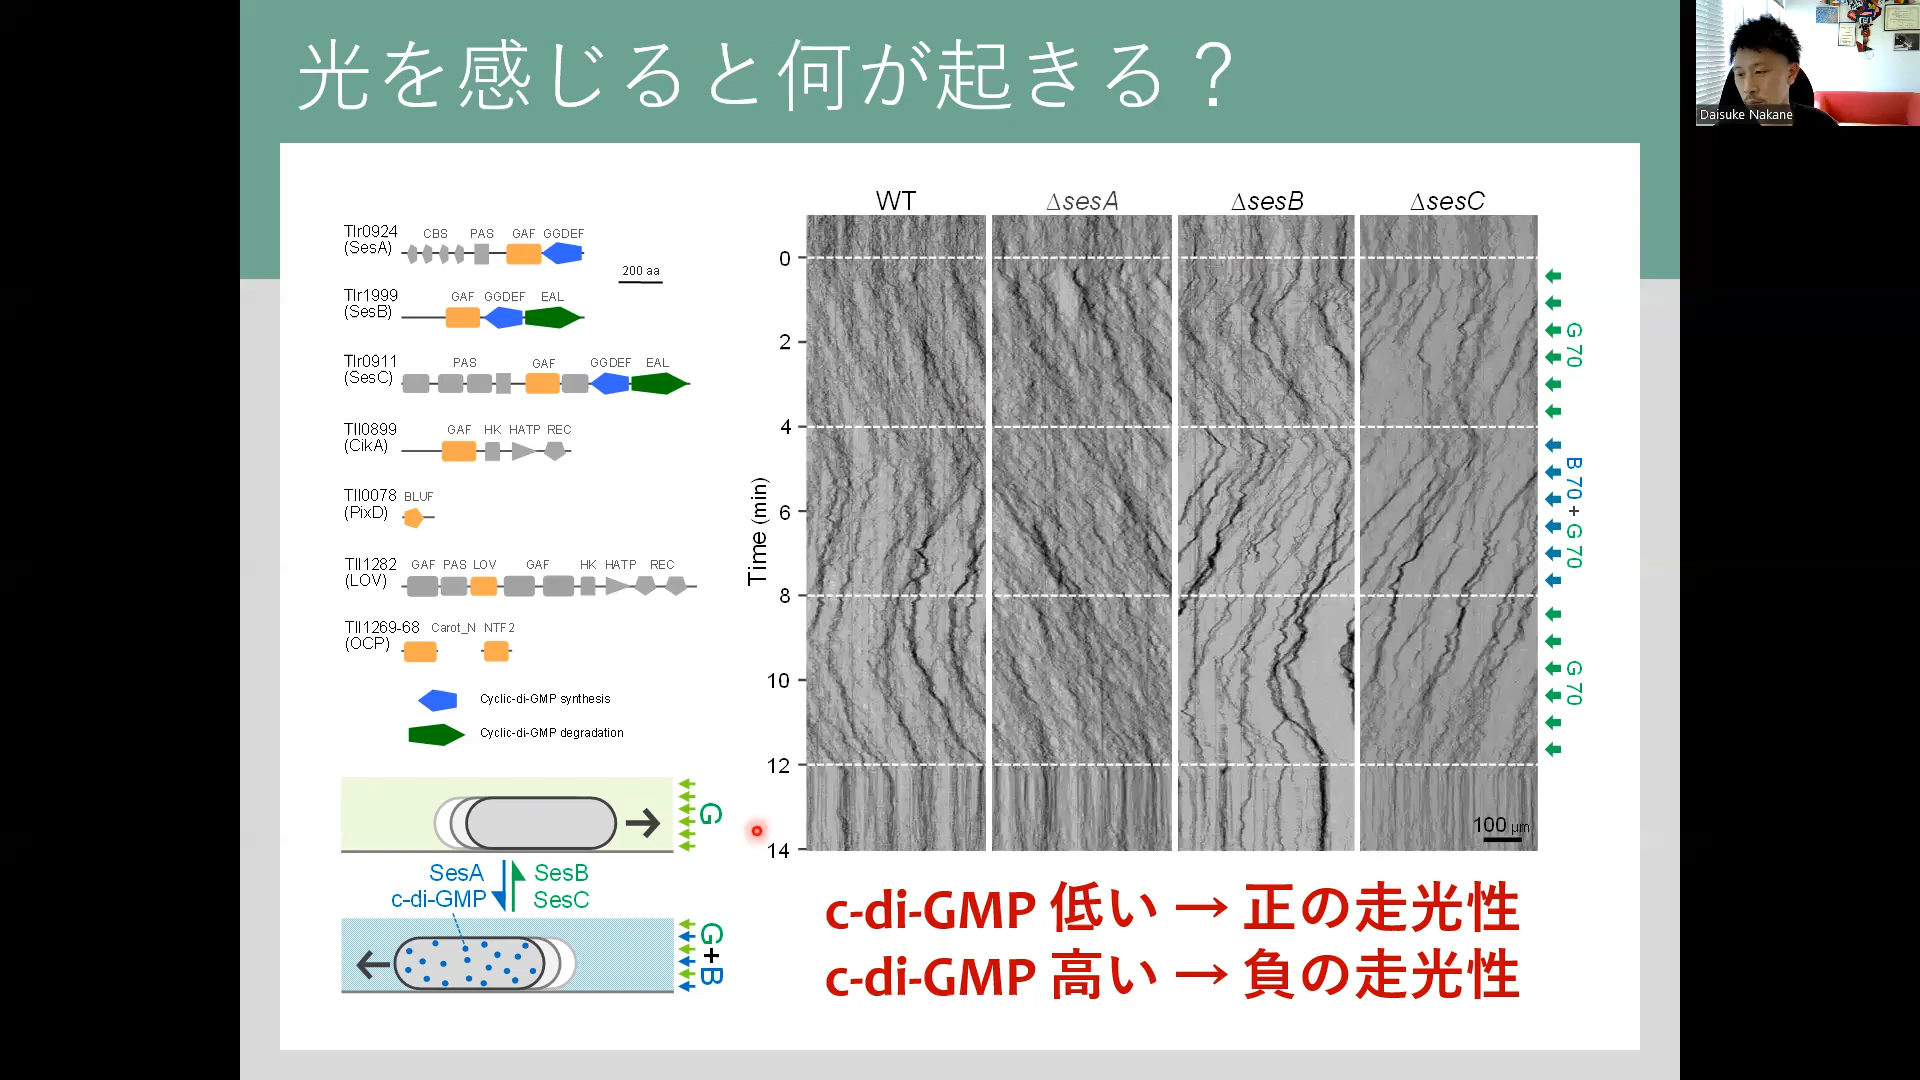 光を感じると何が起きる？
Daisuke Nakane
Tlr0924
(SesA)
CBS PAS GAF GGDEF
200 aa
Tlr1999
(SesB)
GAF GGDEF EAL
Tlr0911
(SesC)
PAS GAF GGDEF EAL
Tll0899
(CikA)
GAF HK HATP REC
Tll0078
(PixD)
BLUF
Tll1282
(LOV)
GAF PAS LOV GAF HK HATP REC
Tll1269-68
(OCP)
Carot_N NTF2
Cyclic-di-GMP synthesis
Cyclic-di-GMP degradation
G
SesA
c-di-GMP
SesB
SesC
G+B
WT ΔsesA ΔsesB ΔsesC
Time (min)
0
2
4
6
8
10
12
14
G 70
B 70 + G 70
G 70
100 μm
c-di-GMP 低い → 正の走光性
c-di-GMP 高い → 負の走光性